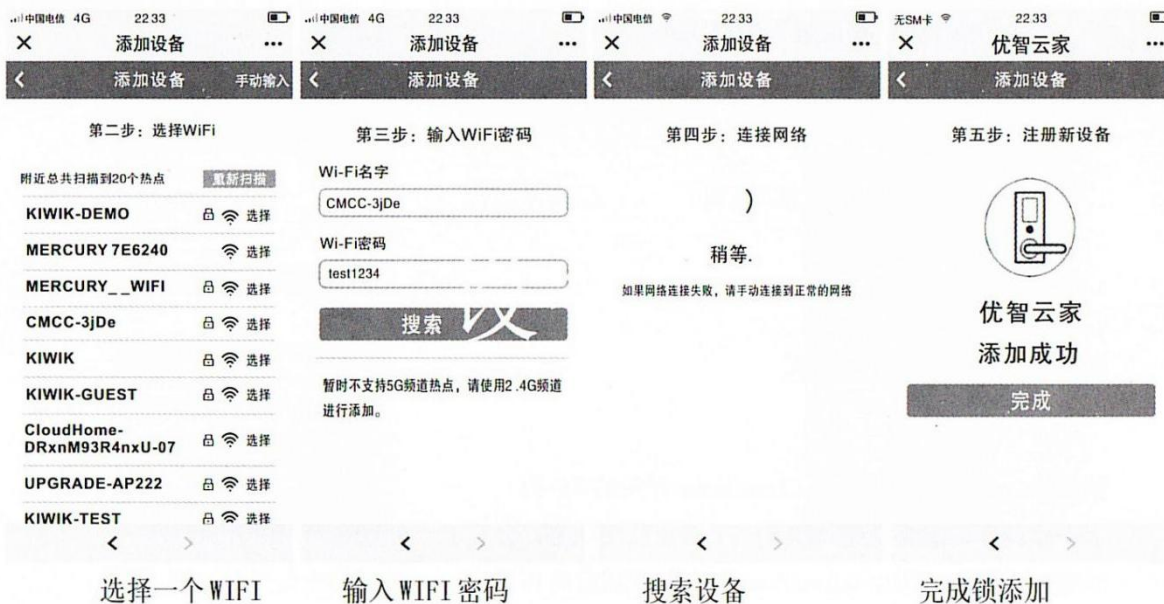 中国电信 4G 22:33
添加设备
添加设备 手动输入
第二步：选择WiFi
附近总共扫描到20个热点 重新扫描
KIWIK-DEMO 选择
MERCURY 7E6240 选择
MERCURY_ _WIFI 选择
CMCC-3jDe 选择
KIWIK 选择
KIWIK-GUEST 选择
CloudHome-
DRxnM93R4nxU-07 选择
UPGRADE-AP222 选择
KIWIK-TEST 选择
选择一个WIFI
中国电信 4G 22:33
添加设备
添加设备
第三步：输入WiFi密码
Wi-Fi名字
CMCC-3jDe
Wi-Fi密码
test1234
搜索
暂时不支持5G频道热点，请使用2.4G频道
进行添加。
输入WIFI密码
中国电信 22:33
添加设备
添加设备
第四步：连接网络
稍等.
如果网络连接失败，请手动连接到正常的网络
搜索设备
无SM卡 22:33
优智云家
添加设备
第五步：注册新设备
优智云家
添加成功
完成
完成锁添加